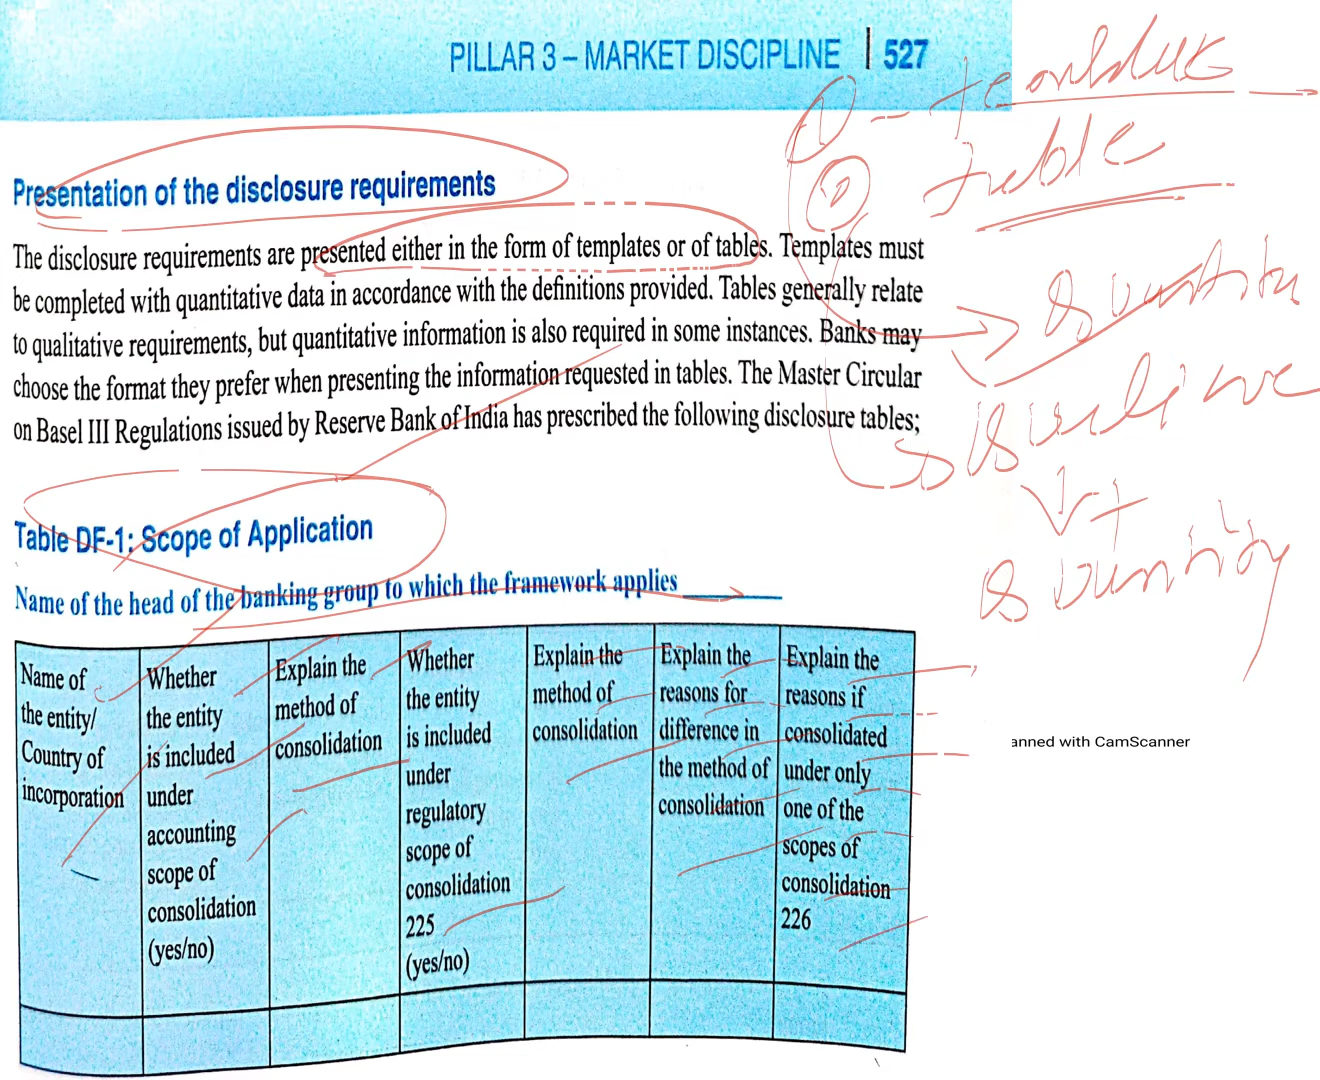 PILLAR 3 – MARKET DISCIPLINE | 527
Presentation of the disclosure requirements
The disclosure requirements are presented either in the form of templates or of tables. Templates must
be completed with quantitative data in accordance with the definitions provided. Tables generally relate
to qualitative requirements, but quantitative information is also required in some instances. Banks may
choose the format they prefer when presenting the information requested in tables. The Master Circular
on Basel III Regulations issued by Reserve Bank of India has prescribed the following disclosure tables;
Table DF-1: Scope of Application
Name of the head of the banking group to which the framework applies
Name of
the entity/
Country of
incorporation
Whether
the entity
is included
under
accounting
scope of
consolidation
(yes/no)
Explain the
method of
consolidation
Whether
the entity
is included
under
regulatory
scope of
consolidation
225
(yes/no)
Explain the
method of
consolidation
Explain the
reasons for
difference in
the method of
consolidation
Explain the
reasons if
consolidated
under only
one of the
scopes of
consolidation
226
anned with CamScanner